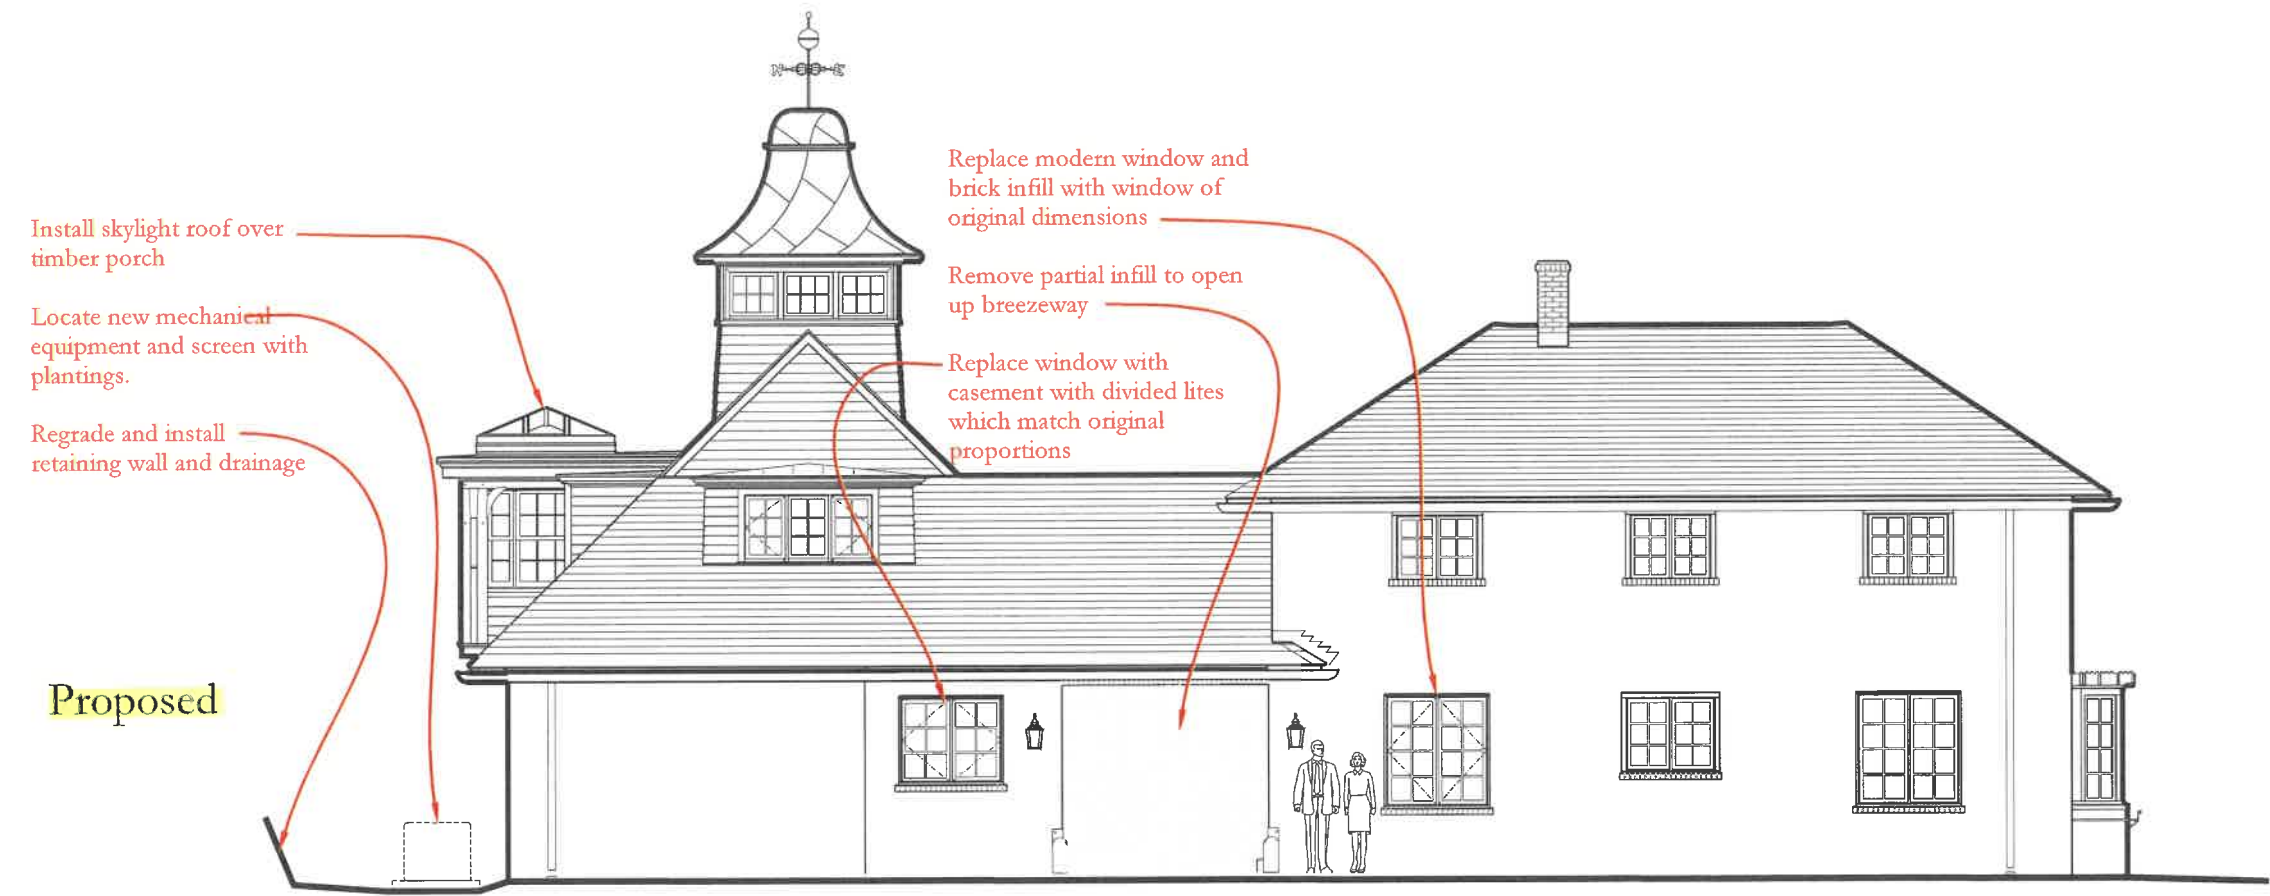 Install skylight roof over
timber porch
Locate new mechanical
equipment and screen with
plantings.
Regrade and install
retaining wall and drainage
Replace modern window and
brick infill with window of
original dimensions
Remove partial infill to open
up breezeway
Replace window with
casement with divided lites
which match original
proportions
Proposed